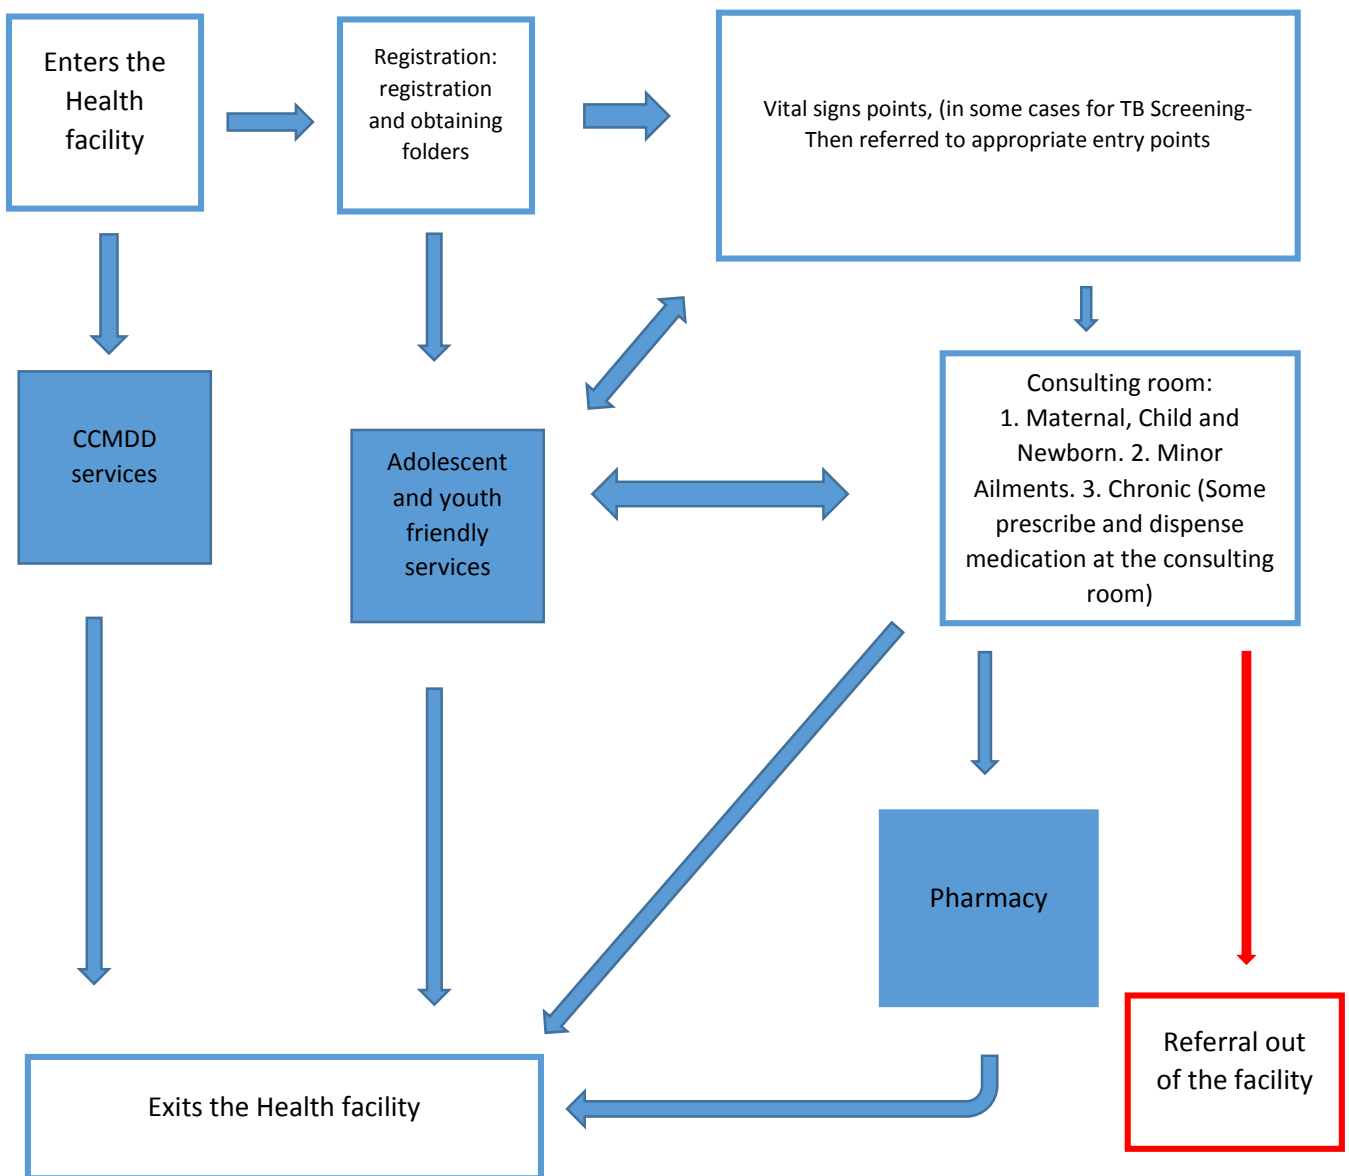 Enters the
Health
facility
Registration:
registration
and obtaining
folders
Vital signs points, (in some cases for TB Screening-
Then referred to appropriate entry points
CCMDD
services
Adolescent
and youth
friendly
services
Consulting room:
1. Maternal, Child and
Newborn. 2. Minor
Ailments. 3. Chronic (Some
prescribe and dispense
medication at the consulting
room)
Pharmacy
Referral out
of the facility
Exits the Health facility